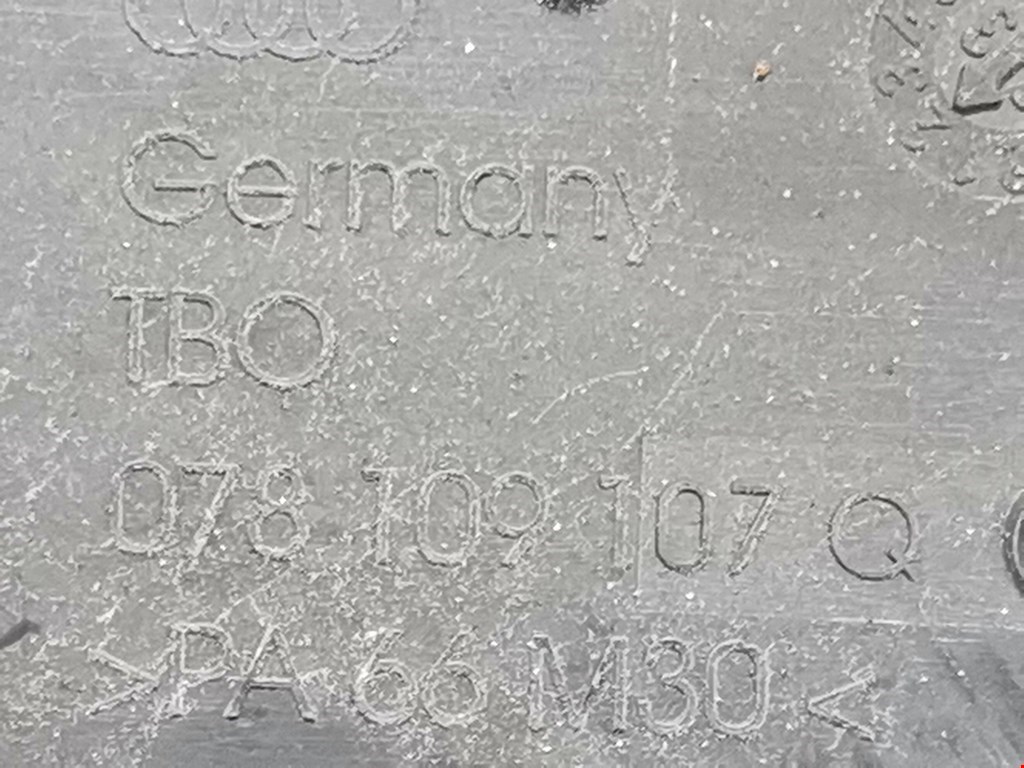 Germany
TBO
078 109 107 Q
>PA 66 M30<